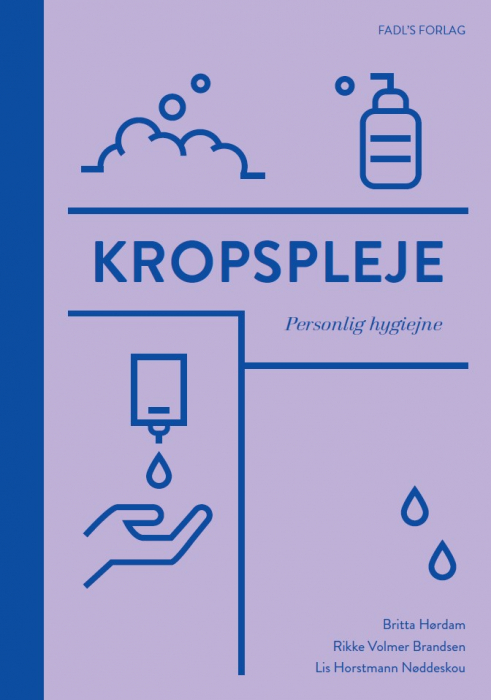 FADL'S FORLAG
KROPSPLEJE
Personlig hygiejne
Britta Hørdam
Rikke Volmer Brandsen
Lis Horstmann Nøddeskou